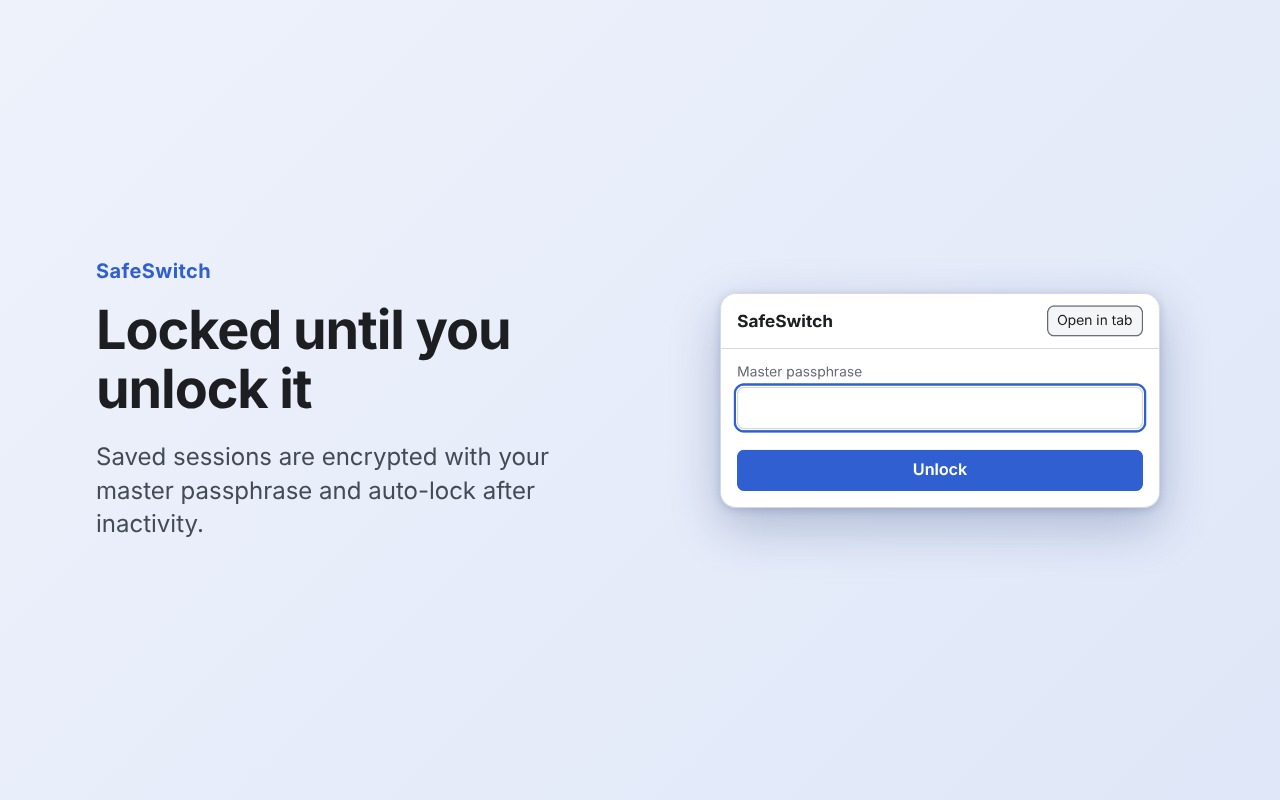 SafeSwitch
Locked until you
unlock it
Saved sessions are encrypted with your
master passphrase and auto-lock after
inactivity.
SafeSwitch
Open in tab
Master passphrase
Unlock